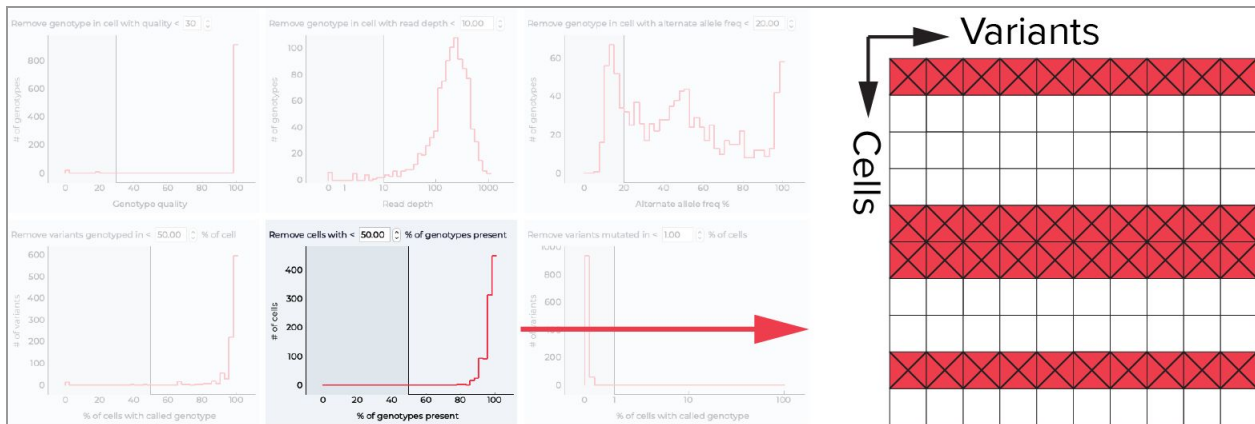 Remove genotype in cell with quality < 30
# of genotypes
800
600
400
200
0
0 20 40 60 80 100
Genotype quality
Remove genotype in cell with read depth < 10.00
# of genotypes
100
80
60
40
20
0
0 1 10 100 1000
Read depth
Remove genotype in cell with alternate allele freq < 20.00
# of genotypes
60
40
20
0
0 20 40 60 80 100
Alternate allele freq %
Remove variants genotyped in < 50.00 % of cell
# of variants
600
500
400
300
200
100
0
0 20 40 60 80 100
% of cells with called genotype
Remove cells with < 50.00 % of genotypes present
# of cells
400
300
200
100
0
0 20 40 60 80 100
% of genotypes present
Remove variants mutated in < 1.00 % of cells
# of variants
1000
800
600
400
200
0
0 1 10 100
% of cells with called genotype
Variants
Cells